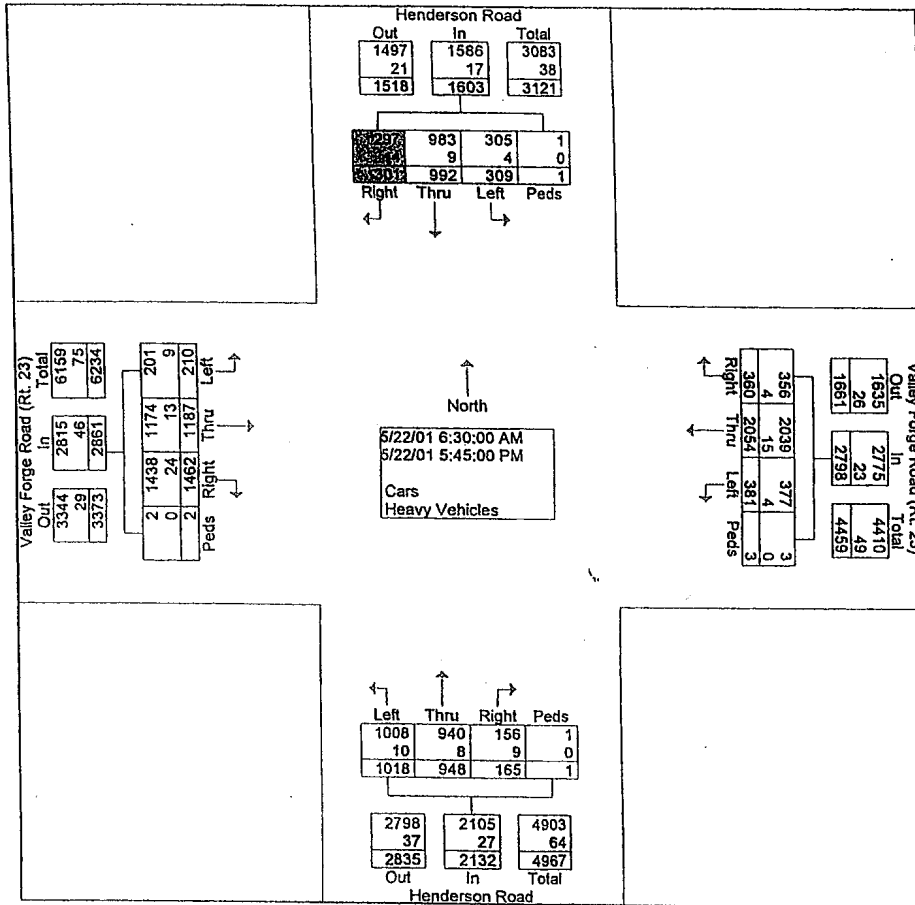 Henderson Road
Out In Total
1497 1586 3083
21 17 38
1518 1603 3121
297 983 305 1
9 4 0
301 992 309 1
Right Thru Left Peds
Valley Forge Road (Rt. 23)
Total In Out
6159 2815 3344
75 46 29
6234 2861 3373
201 1174 1438 2
9 13 24 0
210 1187 1462 2
Left Thru Right Peds
North
5/22/01 6:30:00 AM
5/22/01 5:45:00 PM
Cars
Heavy Vehicles
Valley Forge Road (Rt. 23)
Out In Total
1635 2775 4410
26 23 49
1661 2798 4459
356 2039 377 3
4 15 4 0
360 2054 381 3
Right Thru Left Peds
Left Thru Right Peds
1008 940 156 1
10 8 9 0
1018 948 165 1
2798 2105 4903
37 27 64
2835 2132 4967
Out In Total
Henderson Road